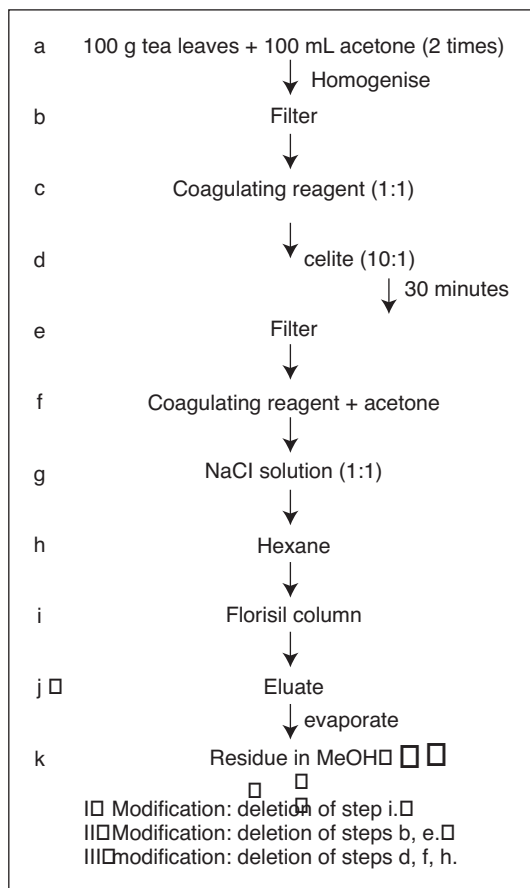 a 100 g tea leaves + 100 mL acetone (2 times)
Homogenise
b Filter
c Coagulating reagent (1:1)
d celite (10:1)
30 minutes
e Filter
f Coagulating reagent + acetone
g NaCl solution (1:1)
h Hexane
i Florisil column
j Eluate
evaporate
k Residue in MeOH
I Modification: deletion of step i.
II Modification: deletion of steps b, e.
III modification: deletion of steps d, f, h.